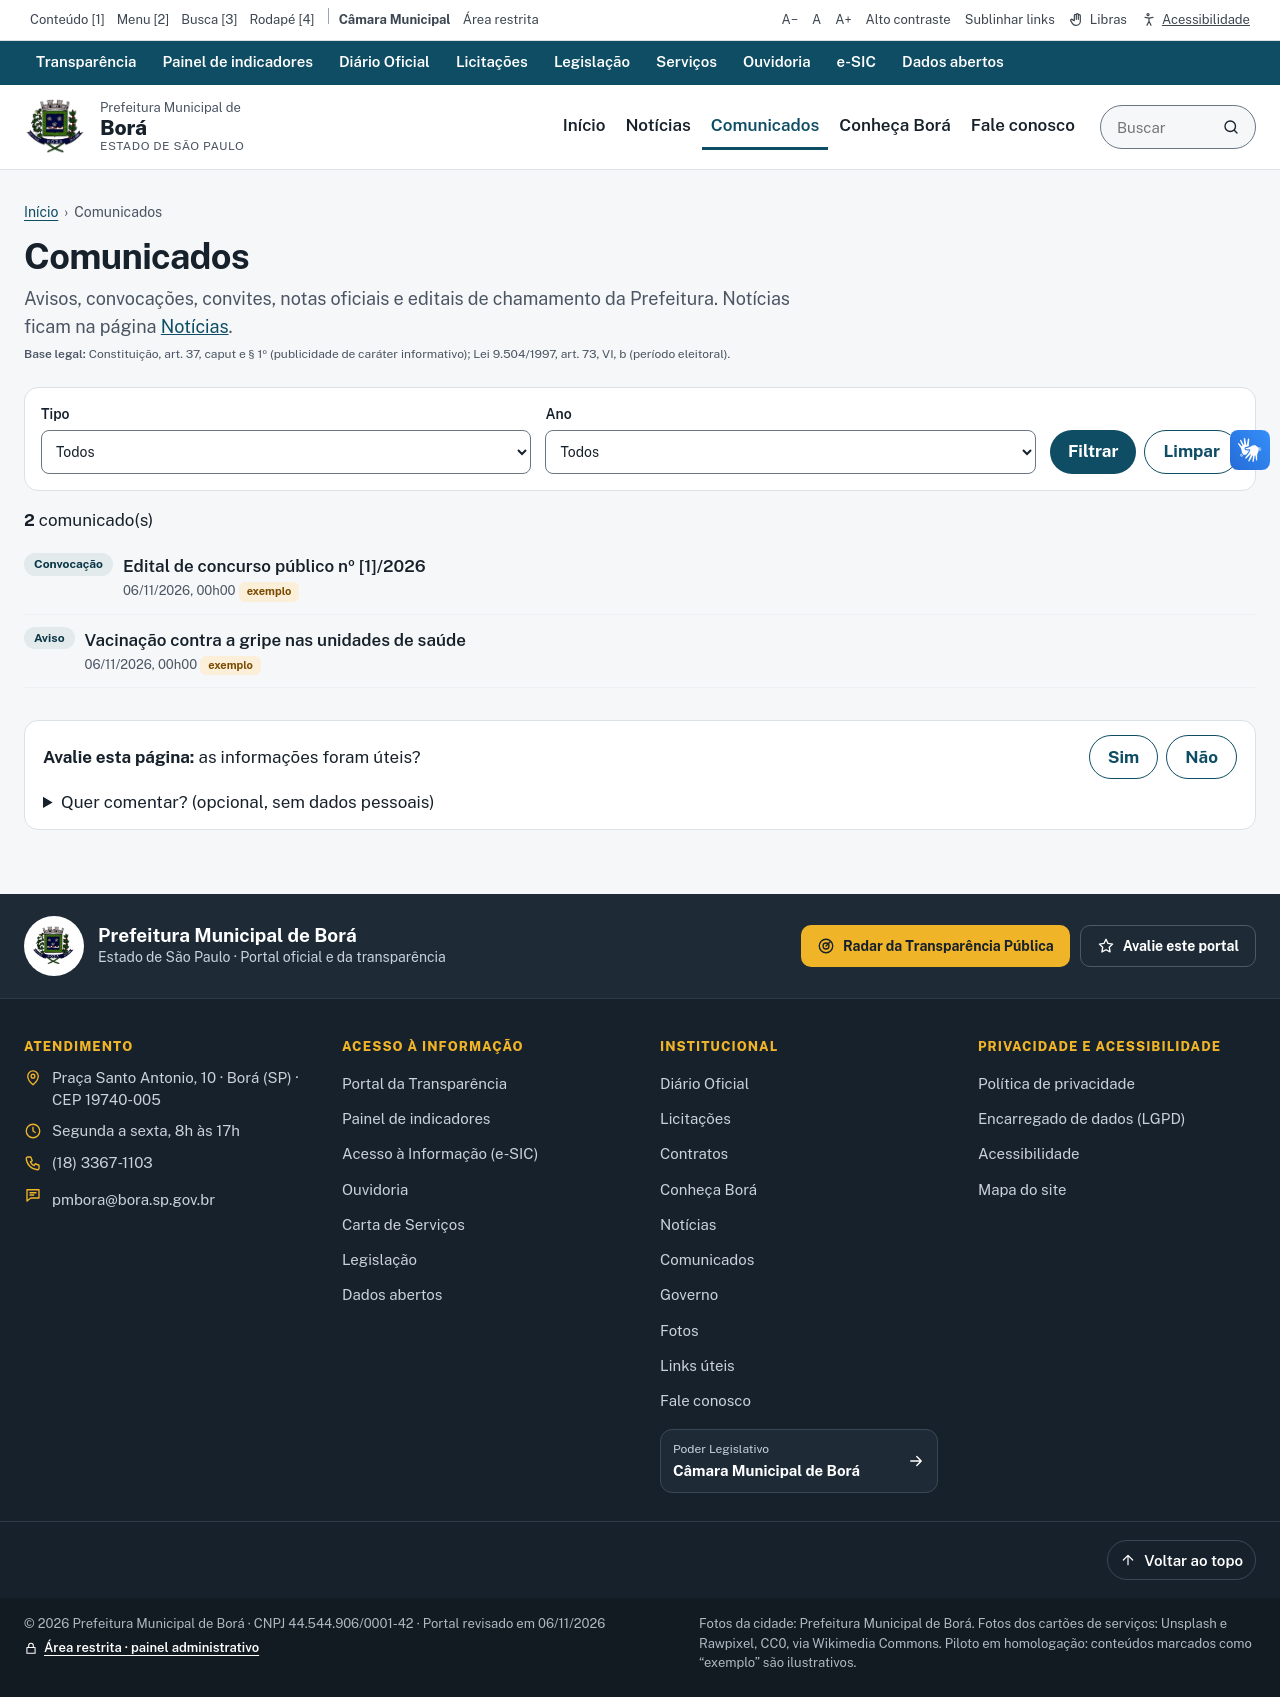 Conteúdo [1] Menu [2] Busca [3] Rodapé [4] Câmara Municipal Área restrita A− A A+ Alto contraste Sublinhar links Libras Acessibilidade
Transparência Painel de indicadores Diário Oficial Licitações Legislação Serviços Ouvidoria e-SIC Dados abertos
Prefeitura Municipal de
Borá
ESTADO DE SÃO PAULO
Início Notícias Comunicados Conheça Borá Fale conosco Buscar
Início › Comunicados
Comunicados
Avisos, convocações, convites, notas oficiais e editais de chamamento da Prefeitura. Notícias
ficam na página Notícias.
Base legal: Constituição, art. 37, caput e § 1º (publicidade de caráter informativo); Lei 9.504/1997, art. 73, VI, b (período eleitoral).
Tipo Ano
Todos Todos Filtrar Limpar
2 comunicado(s)
Convocação Edital de concurso público nº [1]/2026
06/11/2026, 00h00 exemplo
Aviso Vacinação contra a gripe nas unidades de saúde
06/11/2026, 00h00 exemplo
Avalie esta página: as informações foram úteis? Sim Não
Quer comentar? (opcional, sem dados pessoais)
Prefeitura Municipal de Borá
Estado de São Paulo · Portal oficial e da transparência
Radar da Transparência Pública Avalie este portal
ATENDIMENTO
Praça Santo Antonio, 10 · Borá (SP) ·
CEP 19740-005
Segunda a sexta, 8h às 17h
(18) 3367-1103
pmbora@bora.sp.gov.br
ACESSO À INFORMAÇÃO
Portal da Transparência
Painel de indicadores
Acesso à Informação (e-SIC)
Ouvidoria
Carta de Serviços
Legislação
Dados abertos
INSTITUCIONAL
Diário Oficial
Licitações
Contratos
Conheça Borá
Notícias
Comunicados
Governo
Fotos
Links úteis
Fale conosco
Poder Legislativo
Câmara Municipal de Borá
PRIVACIDADE E ACESSIBILIDADE
Política de privacidade
Encarregado de dados (LGPD)
Acessibilidade
Mapa do site
Voltar ao topo
© 2026 Prefeitura Municipal de Borá · CNPJ 44.544.906/0001-42 · Portal revisado em 06/11/2026
Área restrita · painel administrativo
Fotos da cidade: Prefeitura Municipal de Borá. Fotos dos cartões de serviços: Unsplash e
Rawpixel, CC0, via Wikimedia Commons. Piloto em homologação: conteúdos marcados como
“exemplo” são ilustrativos.